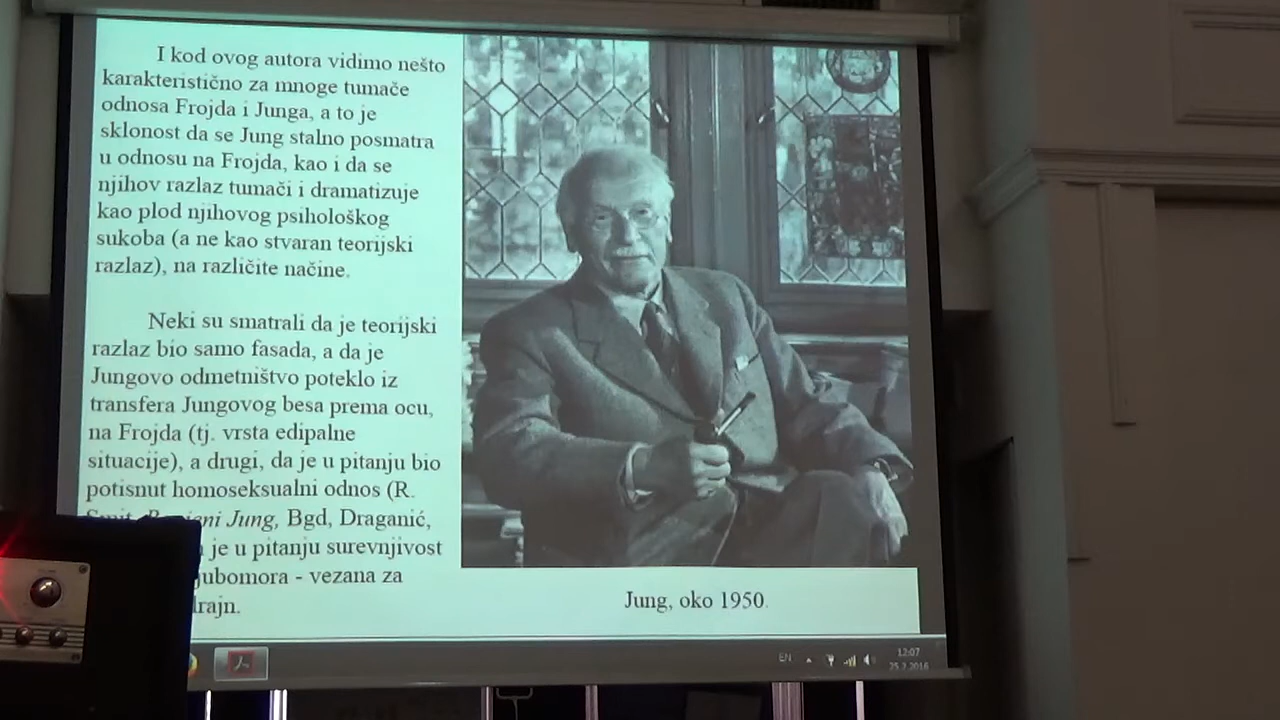 I kod ovog autora vidimo nešto
karakteristično za mnoge tumače
odnosa Frojda i Junga, a to je
sklonost da se Jung stalno posmatra
u odnosu na Frojda, kao i da se
njihov razlaz tumači i dramatizuje
kao plod njihovog psihološkog
sukoba (a ne kao stvaran teorijski
razlaz), na različite načine.
Neki su smatrali da je teorijski
razlaz bio samo fasada, a da je
Jungovo odmetništvo poteklo iz
transfera Jungovog besa prema ocu,
na Frojda (tj. vrsta edipalne
situacije), a drugi, da je u pitanju bio
potisnut homoseksualni odnos (R.
Jung, Bgd, Draganić,
je u pitanju surevnjivost
- vezana za
Jung, oko 1950.
EN
12:07